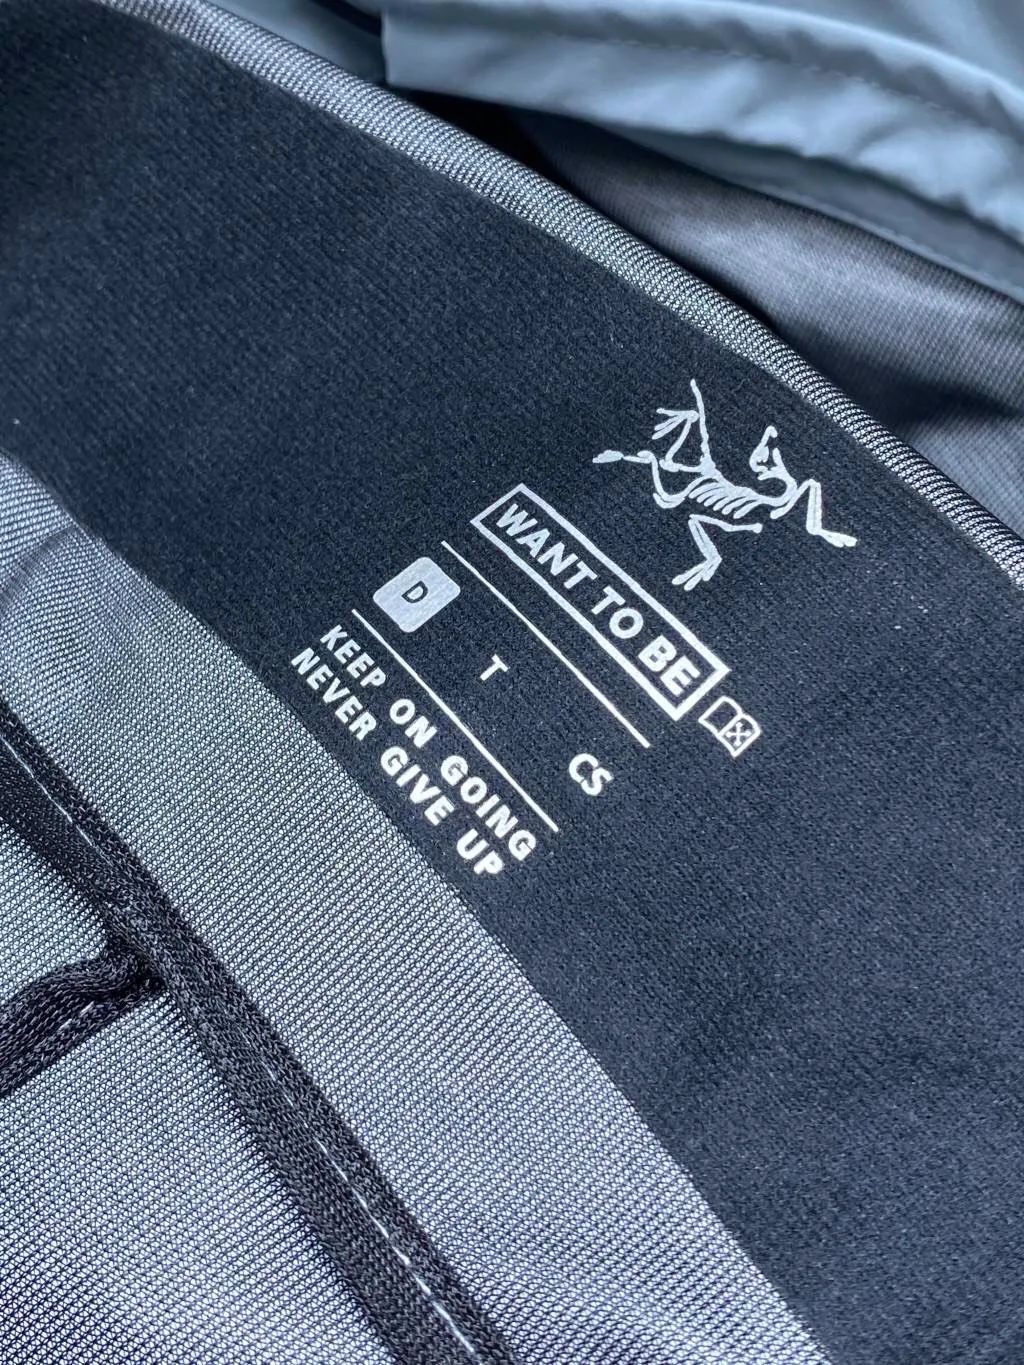 WANT TO BE
D T CS
KEEP ON GOING
NEVER GIVE UP